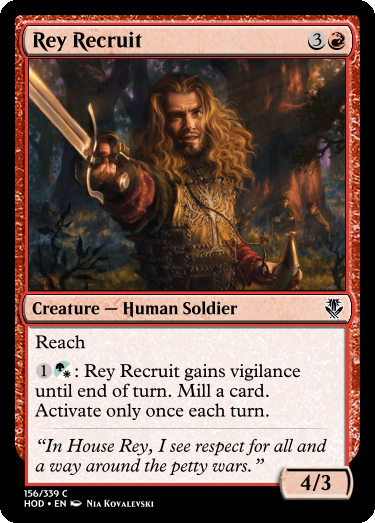 Rey Recruit 3
Creature — Human Soldier
Reach
1: Rey Recruit gains vigilance
until end of turn. Mill a card.
Activate only once each turn.
“In House Rey, I see respect for all and
a way around the petty wars.”
4/3
156/339 C
HOD • EN Nia Kovalevski